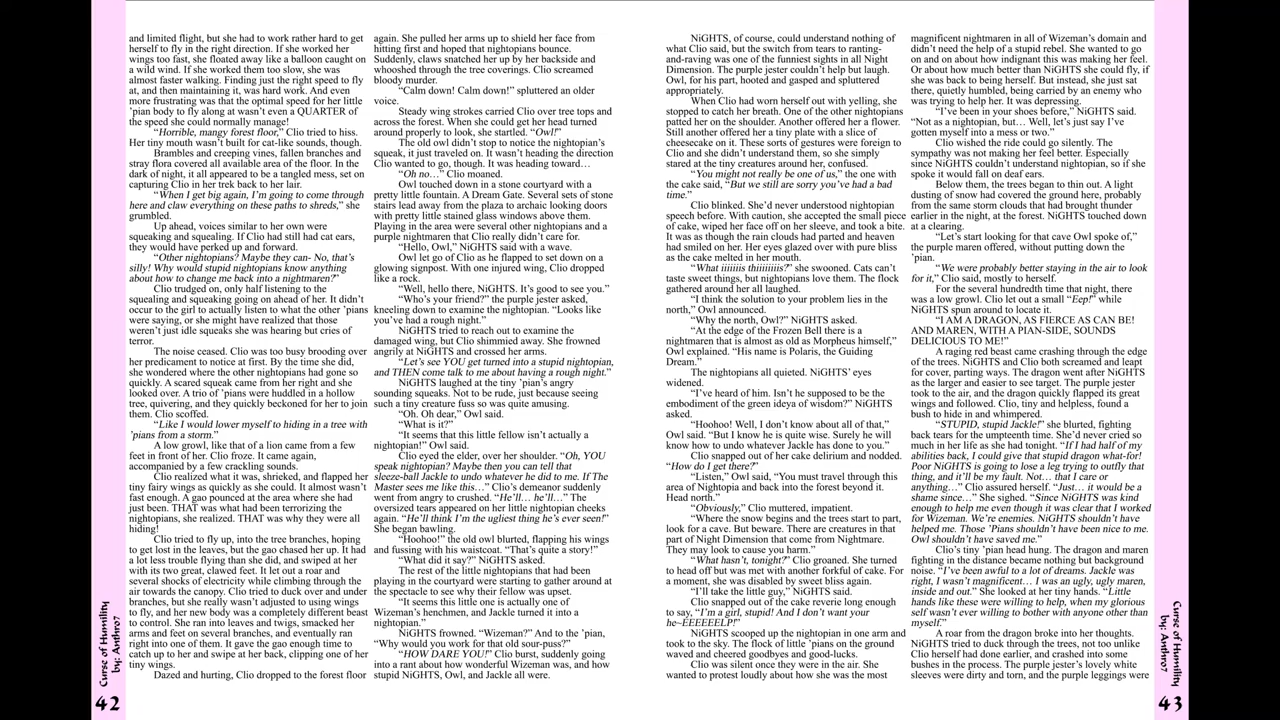 and limited flight, but she had to work rather hard to get
herself to fly in the right direction. If she worked her
wings too fast, she floated away like a balloon caught on
a wild wind. If she worked them too slow, she was
almost faster walking. Finding just the right speed to fly
at, and then maintaining it, was hard work. And even
more frustrating was that the optimal speed for her little
’pian body to fly along at wasn’t even a QUARTER of
the speed she could normally manage!
“Horrible, mangy forest floor,” Clio tried to hiss.
Her tiny mouth wasn’t built for cat-like sounds, though.
Brambles and creeping vines, fallen branches and
stray flora covered all available area of the floor. In the
dark of night, it all appeared to be a tangled mess, set on
capturing Clio in her trek back to her lair.
“When I get big again, I’m going to come through
here and claw everything on these paths to shreds,” she
grumbled.
Up ahead, voices similar to her own were
squeaking and squealing. If Clio had still had cat ears,
they would have perked up and forward.
“Other nightopians? Maybe they can- No, that’s
silly! Why would stupid nightopians know anything
about how to change me back into a nightmaren?”
Clio trudged on, only half listening to the
squealing and squeaking going on ahead of her. It didn’t
occur to the girl to actually listen to what the other ’pians
were saying, or she might have realized that those
weren’t just idle squeaks she was hearing but cries of
terror.
The noise ceased. Clio was too busy brooding over
her predicament to notice at first. By the time she did,
she wondered where the other nightopians had gone so
quickly. A scared squeak came from her right and she
looked over. A trio of ’pians were huddled in a hollow
tree, quivering, and they quickly beckoned for her to join
them. Clio scoffed.
“Like I would lower myself to hiding in a tree with
’pians from a storm.”
A low growl, like that of a lion came from a few
feet in front of her. Clio froze. It came again,
accompanied by a few crackling sounds.
Clio realized what it was, shrieked, and flapped her
tiny fairy wings as quickly as she could. It almost wasn’t
fast enough. A gao pounced at the area where she had
just been. THAT was what had been terrorizing the
nightopians, she realized. THAT was why they were all
hiding!
Clio tried to fly up, into the tree branches, hoping
to get lost in the leaves, but the gao chased her up. It had
a lot less trouble flying than she did, and swiped at her
with its two great, clawed feet. It let out a roar and
several shocks of electricity while climbing through the
air towards the canopy. Clio tried to duck over and under
branches, but she really wasn’t adjusted to using wings
to fly, and her new body was a completely different beast
to control. She ran into leaves and twigs, smacked her
arms and feet on several branches, and eventually ran
right into one of them. It gave the gao enough time to
catch up to her and swipe at her back, clipping one of her
tiny wings.
Dazed and hurting, Clio dropped to the forest floor
again. She pulled her arms up to shield her face from
hitting first and hoped that nightopians bounce.
Suddenly, claws snatched her up by her backside and
whooshed through the tree coverings. Clio screamed
bloody murder.
“Calm down! Calm down!” spluttered an older
voice.
Steady wing strokes carried Clio over tree tops and
across the forest. When she could get her head turned
around properly to look, she startled. “Owl!”
The old owl didn’t stop to notice the nightopian’s
squeak, it just traveled on. It wasn’t heading the direction
Clio wanted to go, though. It was heading toward…
“Oh no…” Clio moaned.
Owl touched down in a stone courtyard with a
pretty little fountain. A Dream Gate. Several sets of stone
stairs lead away from the plaza to archaic looking doors
with pretty little stained glass windows above them.
Playing in the area were several other nightopians and a
purple nightmaren that Clio really didn’t care for.
“Hello, Owl,” NiGHTS said with a wave.
Owl let go of Clio as he flapped to set down on a
glowing signpost. With one injured wing, Clio dropped
like a rock.
“Well, hello there, NiGHTS. It’s good to see you.”
“Who’s your friend?” the purple jester asked,
kneeling down to examine the nightopian. “Looks like
you’ve had a rough night.”
NiGHTS tried to reach out to examine the
damaged wing, but Clio shimmied away. She frowned
angrily at NiGHTS and crossed her arms.
“Let’s see YOU get turned into a stupid nightopian,
and THEN come talk to me about having a rough night.”
NiGHTS laughed at the tiny ’pian’s angry
sounding squeaks. Not to be rude, just because seeing
such a tiny creature fuss so was quite amusing.
“Oh. Oh dear,” Owl said.
“What is it?”
“It seems that this little fellow isn’t actually a
nightopian!” Owl said.
Clio eyed the elder, over her shoulder. “Oh, YOU
speak nightopian? Maybe then you can tell that
sleeze-ball Jackle to undo whatever he did to me. If The
Master sees me like this…” Clio’s demeanor suddenly
went from angry to crushed. “He’ll… he’ll…” The
oversized tears appeared on her little nightopian cheeks
again. “He’ll think I’m the ugliest thing he’s ever seen!”
She began bawling.
“Hoohoo!” the old owl blurted, flapping his wings
and fussing with his waistcoat. “That’s quite a story!”
“What did it say?” NiGHTS asked.
The rest of the little nightopians that had been
playing in the courtyard were starting to gather around at
the spectacle to see why their fellow was upset.
“It seems this little one is actually one of
Wizeman’s henchmen, and Jackle turned it into a
nightopian.”
NiGHTS frowned. “Wizeman?” And to the ’pian,
“Why would you work for that old sour-puss?”
“HOW DARE YOU!” Clio burst, suddenly going
into a rant about how wonderful Wizeman was, and how
stupid NiGHTS, Owl, and Jackle all were.
Curse of Humility
by: Anthro7
42
NiGHTS, of course, could understand nothing of
what Clio said, but the switch from tears to ranting-
and-raving was one of the funniest sights in all Night
Dimension. The purple jester couldn’t help but laugh.
Owl, for his part, hooted and gasped and spluttered
appropriately.
When Clio had worn herself out with yelling, she
stopped to catch her breath. One of the other nightopians
patted her on the shoulder. Another offered her a flower.
Still another offered her a tiny plate with a slice of
cheesecake on it. These sorts of gestures were foreign to
Clio and she didn’t understand them, so she simply
stared at the tiny creatures around her, confused.
“You might not really be one of us,” the one with
the cake said, “But we still are sorry you’ve had a bad
time.”
Clio blinked. She’d never understood nightopian
speech before. With caution, she accepted the small piece
of cake, wiped her face off on her sleeve, and took a bite.
It was as though the rain clouds had parted and heaven
had smiled on her. Her eyes glazed over with pure bliss
as the cake melted in her mouth.
“What iiiiiiis thiiiiiiiis?” she swooned. Cats can’t
taste sweet things, but nightopians love them. The flock
gathered around her all laughed.
“I think the solution to your problem lies in the
north,” Owl announced.
“Why the north, Owl?” NiGHTS asked.
“At the edge of the Frozen Bell there is a
nightmaren that is almost as old as Morpheus himself,”
Owl explained. “His name is Polaris, the Guiding
Dream.”
The nightopians all quieted. NiGHTS’ eyes
widened.
“I’ve heard of him. Isn’t he supposed to be the
embodiment of the green ideya of wisdom?” NiGHTS
asked.
“Hoohoo! Well, I don’t know about all of that,”
Owl said. “But I know he is quite wise. Surely he will
know how to undo whatever Jackle has done to you.”
Clio snapped out of her cake delirium and nodded.
“How do I get there?”
“Listen,” Owl said, “You must travel through this
area of Nightopia and back into the forest beyond it.
Head north.”
“Obviously,” Clio muttered, impatient.
“Where the snow begins and the trees start to part,
look for a cave. But beware. There are creatures in that
part of Night Dimension that come from Nightmare.
They may look to cause you harm.”
“What hasn’t, tonight?” Clio groaned. She turned
to head off but was met with another forkful of cake. For
a moment, she was disabled by sweet bliss again.
“I’ll take the little guy,” NiGHTS said.
Clio snapped out of the cake reverie long enough
to say, “I’m a girl, stupid! And I don’t want your
he~EEEEELP!”
NiGHTS scooped up the nightopian in one arm and
took to the sky. The flock of little ’pians on the ground
waved and cheered goodbyes and good-lucks.
Clio was silent once they were in the air. She
wanted to protest loudly about how she was the most
magnificent nightmaren in all of Wizeman’s domain and
didn’t need the help of a stupid rebel. She wanted to go
on and on about how indignant this was making her feel.
Or about how much better than NiGHTS she could fly, if
she was back to being herself. But instead, she just sat
there, quietly humbled, being carried by an enemy who
was trying to help her. It was depressing.
“I’ve been in your shoes before,” NiGHTS said.
“Not as a nightopian, but… Well, let’s just say I’ve
gotten myself into a mess or two.”
Clio wished the ride could go silently. The
sympathy was not making her feel better. Especially
since NiGHTS couldn’t understand nightopian, so if she
spoke it would fall on deaf ears.
Below them, the trees began to thin out. A light
dusting of snow had covered the ground here, probably
from the same storm clouds that had brought thunder
earlier in the night, at the forest. NiGHTS touched down
at a clearing.
“Let’s start looking for that cave Owl spoke of,”
the purple maren offered, without putting down the
’pian.
“We were probably better staying in the air to look
for it,” Clio said, mostly to herself.
For the several hundredth time that night, there
was a low growl. Clio let out a small “Eep!” while
NiGHTS spun around to locate it.
“I AM A DRAGON, AS FIERCE AS CAN BE!
AND MAREN, WITH A PIAN-SIDE, SOUNDS
DELICIOUS TO ME!”
A raging red beast came crashing through the edge
of the trees. NiGHTS and Clio both screamed and leapt
for cover, parting ways. The dragon went after NiGHTS
as the larger and easier to see target. The purple jester
took to the air, and the dragon quickly flapped its great
wings and followed. Clio, tiny and helpless, found a
bush to hide in and whimpered.
“STUPID, stupid Jackle!” she blurted, fighting
back tears for the umpteenth time. She’d never cried so
much in her life as she had tonight. “If I had half of my
abilities back, I could give that stupid dragon what-for!
Poor NiGHTS is going to lose a leg trying to outfly that
thing, and it’ll be my fault. Not… that I care or
anything…” Clio assured herself. “Just… it would be a
shame since…” She sighed. “Since NiGHTS was kind
enough to help me even though it was clear that I worked
for Wizeman. We’re enemies. NiGHTS shouldn’t have
helped me. Those ’Pians shouldn’t have been nice to me.
Owl shouldn’t have saved me.”
Clio’s tiny ’pian head hung. The dragon and maren
fighting in the distance became nothing but background
noise. “I’ve been awful to a lot of dreams. Jackle was
right, I wasn’t magnificent… I was an ugly, ugly maren,
inside and out.” She looked at her tiny hands. “Little
hands like these were willing to help, when my glorious
self wasn’t ever willing to bother with anyone other than
myself.”
A roar from the dragon broke into her thoughts.
NiGHTS tried to duck through the trees, not too unlike
Clio herself had done earlier, and crashed into some
bushes in the process. The purple jester’s lovely white
sleeves were dirty and torn, and the purple leggings were
Curse of Humility
by: Anthro7
43